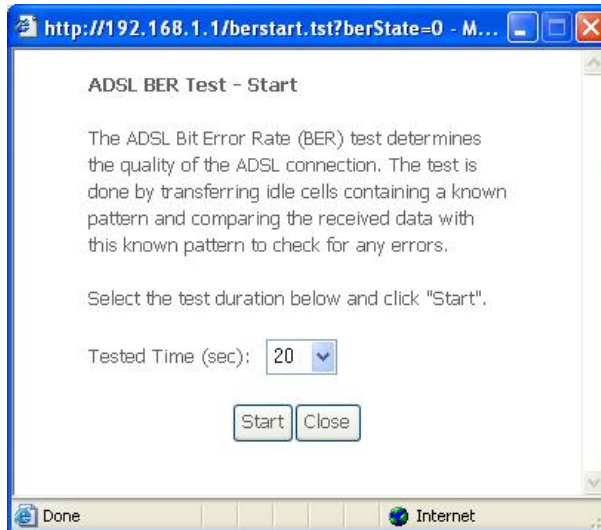 http://192.168.1.1/berstart.tst?berState=0 - M...
ADSL BER Test - Start
The ADSL Bit Error Rate (BER) test determines
the quality of the ADSL connection. The test is
done by transferring idle cells containing a known
pattern and comparing the received data with
this known pattern to check for any errors.
Select the test duration below and click "Start".
Tested Time (sec): 20
Start Close
Done Internet